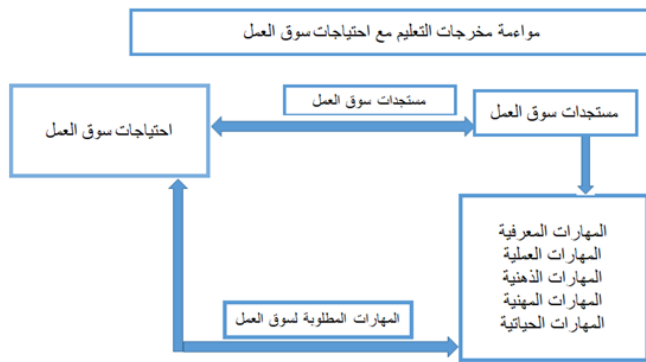 مواءمة مخرجات التعليم مع احتياجات سوق العمل
مستجدات سوق العمل
مستجدات سوق العمل
احتياجات سوق العمل
المهارات المعرفية
المهارات العملية
المهارات الذهنية
المهارات المهنية
المهارات الحياتية
المهارات المطلوبة لسوق العمل